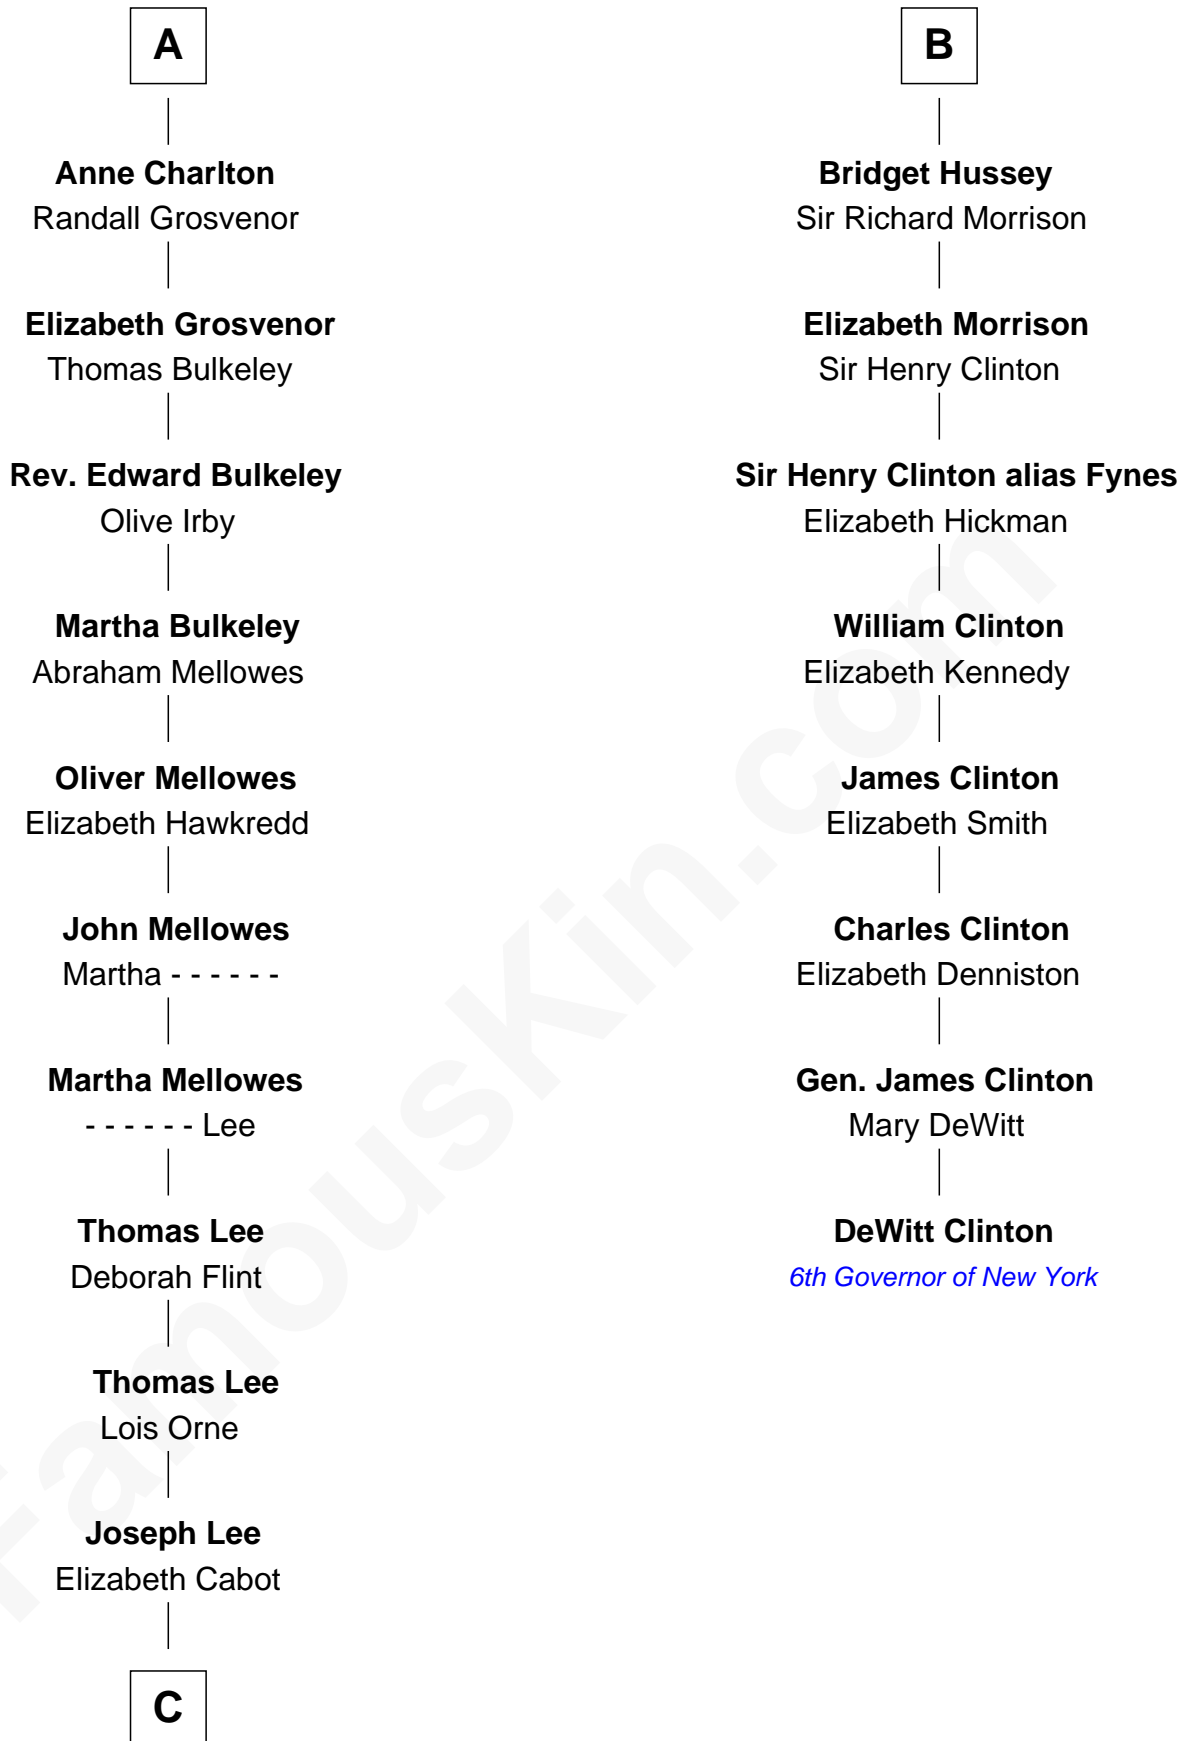 A
Anne Charlton
Randall Grosvenor
Elizabeth Grosvenor
Thomas Bulkeley
Rev. Edward Bulkeley
Olive Irby
Martha Bulkeley
Abraham Mellowes
Oliver Mellowes
Elizabeth Hawkredd
John Mellowes
Martha - - - - - -
Martha Mellowes
- - - - - - Lee
Thomas Lee
Deborah Flint
Thomas Lee
Lois Orne
Joseph Lee
Elizabeth Cabot
C
B
Bridget Hussey
Sir Richard Morrison
Elizabeth Morrison
Sir Henry Clinton
Sir Henry Clinton alias Fynes
Elizabeth Hickman
William Clinton
Elizabeth Kennedy
James Clinton
Elizabeth Smith
Charles Clinton
Elizabeth Denniston
Gen. James Clinton
Mary DeWitt
DeWitt Clinton
6th Governor of New York
FamousKin.com